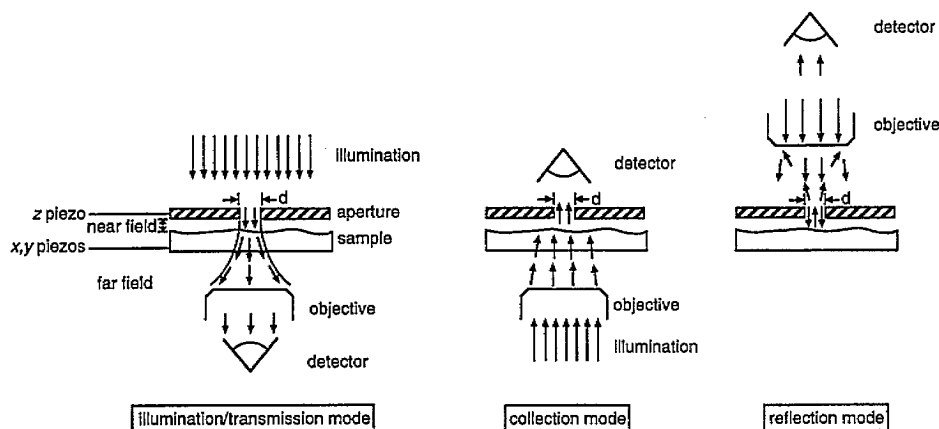 illumination
d
z piezo
aperture
near field
sample
x,y piezos
far field
objective
detector
illumination/transmission mode
detector
d
objective
illumination
collection mode
detector
objective
d
reflection mode